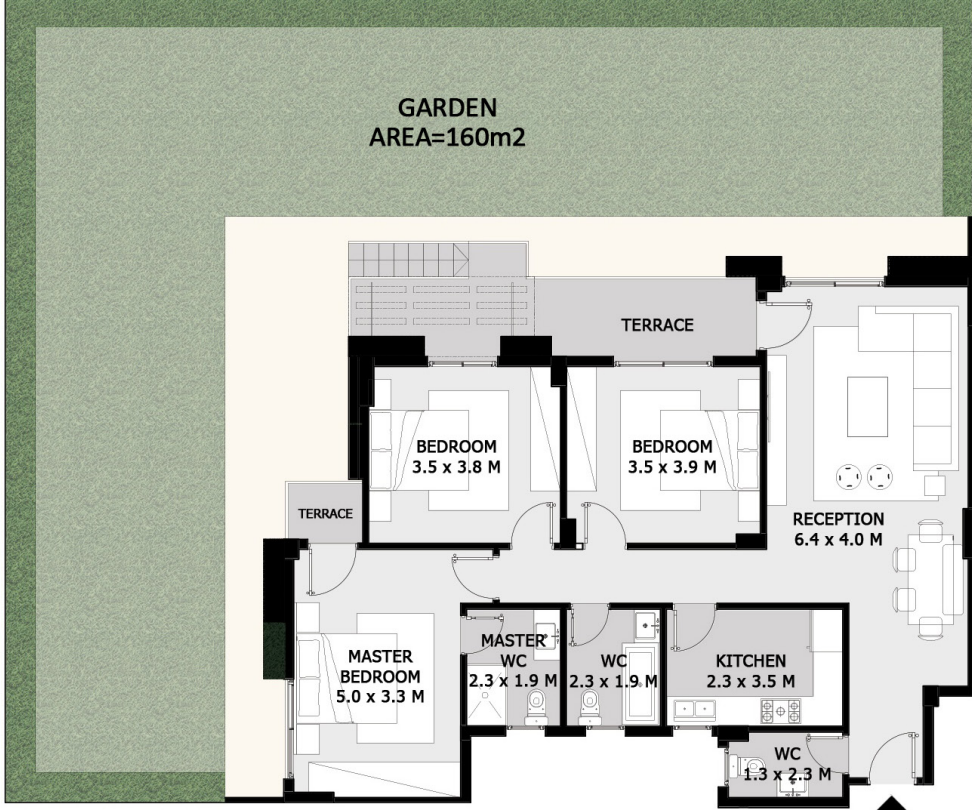 GARDEN
AREA=160m2
TERRACE
BEDROOM
3.5 x 3.8 M
BEDROOM
3.5 x 3.9 M
TERRACE
RECEPTION
6.4 x 4.0 M
MASTER
BEDROOM
5.0 x 3.3 M
MASTER
WC
2.3 x 1.9 M
WC
2.3 x 1.9 M
KITCHEN
2.3 x 3.5 M
WC
1.3 x 2.3 M